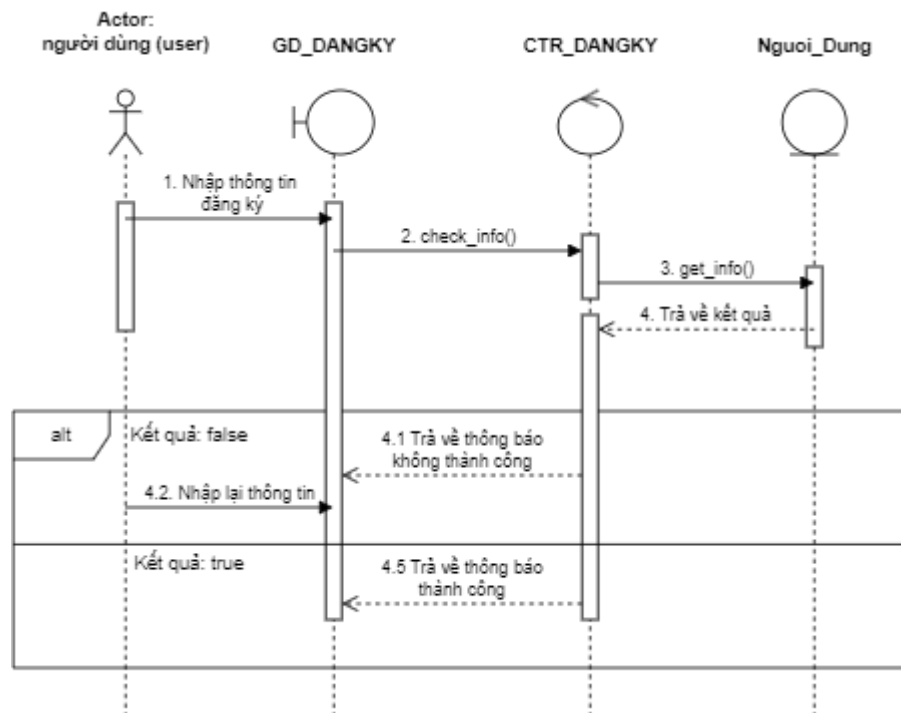 Actor:
người dùng (user)
GD_DANGKY
CTR_DANGKY
Nguoi_Dung
1. Nhập thông tin
đăng ký
2. check_info()
3. get_info()
4. Trả về kết quả
alt
Kết quả: false
4.1 Trả về thông báo
không thành công
4.2. Nhập lại thông tin
Kết quả: true
4.5 Trả về thông báo
thành công